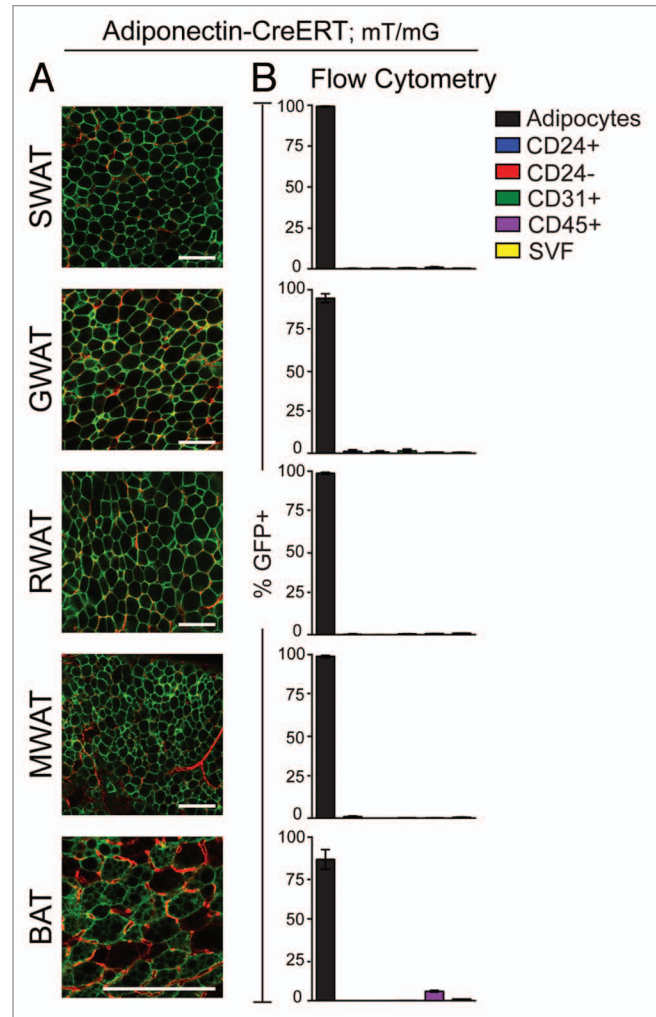 Adiponectin-CreERT; mT/mG
A
B
Flow Cytometry
SWAT
GWAT
RWAT
MWAT
BAT
% GFP+
100
75
50
25
0
100
75
50
25
0
100
75
50
25
0
100
75
50
25
0
100
75
50
25
0
Adipocytes
CD24+
CD24-
CD31+
CD45+
SVF